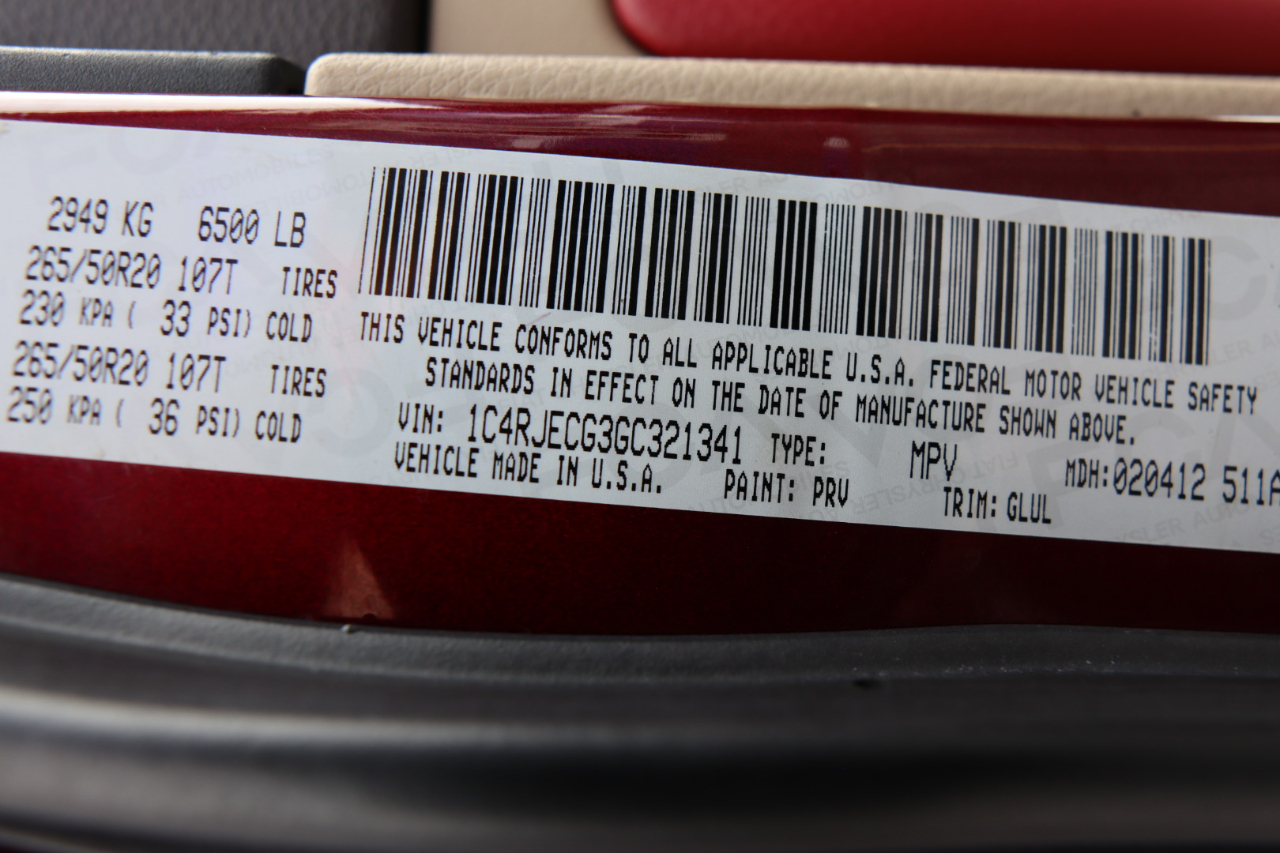 2949 KG 6500 LB
265/50R20 107T TIRES
230 KPA ( 33 PSI) COLD
265/50R20 107T TIRES
250 KPA ( 36 PSI) COLD
THIS VEHICLE CONFORMS TO ALL APPLICABLE U.S.A. FEDERAL MOTOR VEHICLE SAFETY
STANDARDS IN EFFECT ON THE DATE OF MANUFACTURE SHOWN ABOVE.
VIN: 1C4RJECG3GC321341 TYPE: MPV MDH:020412 511A
VEHICLE MADE IN U.S.A. PAINT: PRV TRIM: GLUL